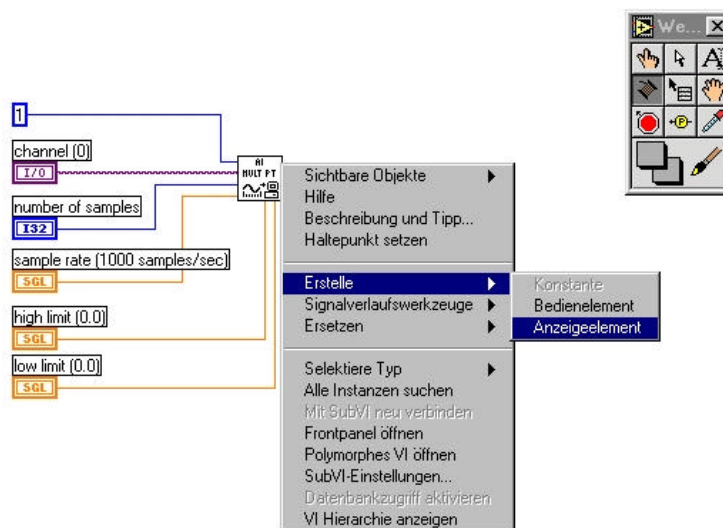 We...
A
1
channel (0)
I/O
number of samples
I32
sample rate (1000 samples/sec)
SGL
high limit (0.0)
SGL
low limit (0.0)
SGL
AI
MULT PT
P
Sichtbare Objekte
Hilfe
Beschreibung und Tipp...
Haltepunkt setzen
Erstelle
Signalverlaufswerkzeuge
Ersetzen
Konstante
Bedienelement
Anzeigeelement
Selektiere Typ
Alle Instanzen suchen
Mit SubVI neu verbinden
Frontpanel öffnen
Polymorphes VI öffnen
SubVI-Einstellungen...
Datenbankzugriff aktivieren
VI Hierarchie anzeigen